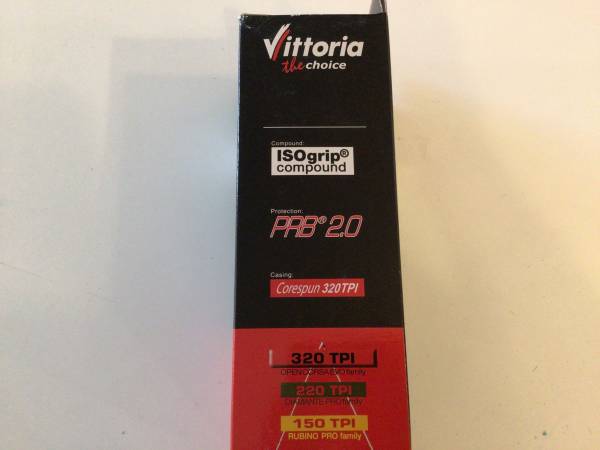 Vittoria
the choice
Compound:
ISOgrip®
compound
Protection:
PRB® 2.0
Casing:
Corespun 320TPI
320 TPI
OPEN CORSA EVO family
220 TPI
DIAMANTE PRO family
150 TPI
RUBINO PRO family